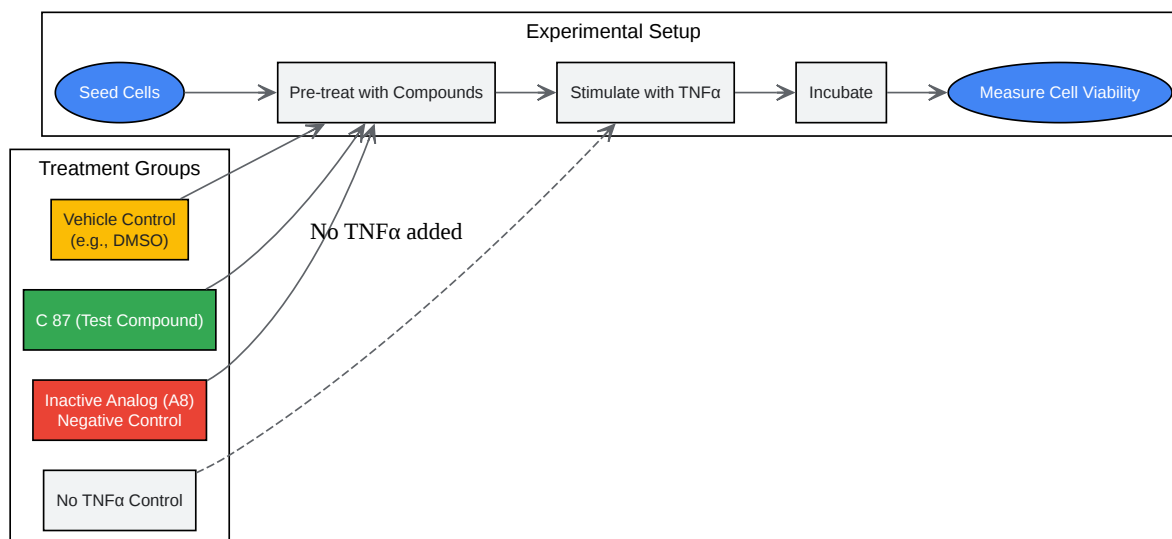 Experimental Setup
Seed Cells
Pre-treat with Compounds
Stimulate with TNFα
Incubate
Measure Cell Viability
Treatment Groups
Vehicle Control
(e.g., DMSO)
No TNFα added
C 87 (Test Compound)
Inactive Analog (A8)
Negative Control
No TNFα Control